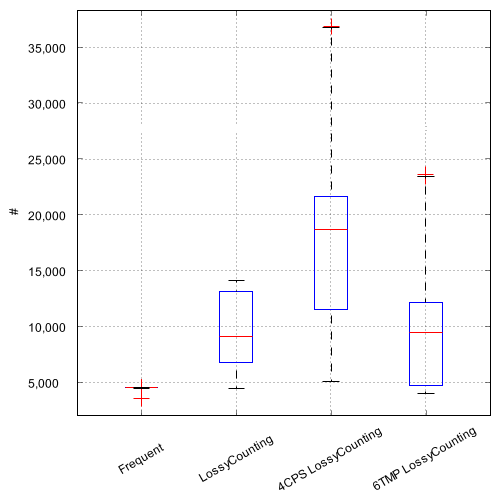 35,000
30,000
25,000
20,000
15,000
10,000
5,000
#
Frequent
LossyCounting
4CPS LossyCounting
6TMP LossyCounting